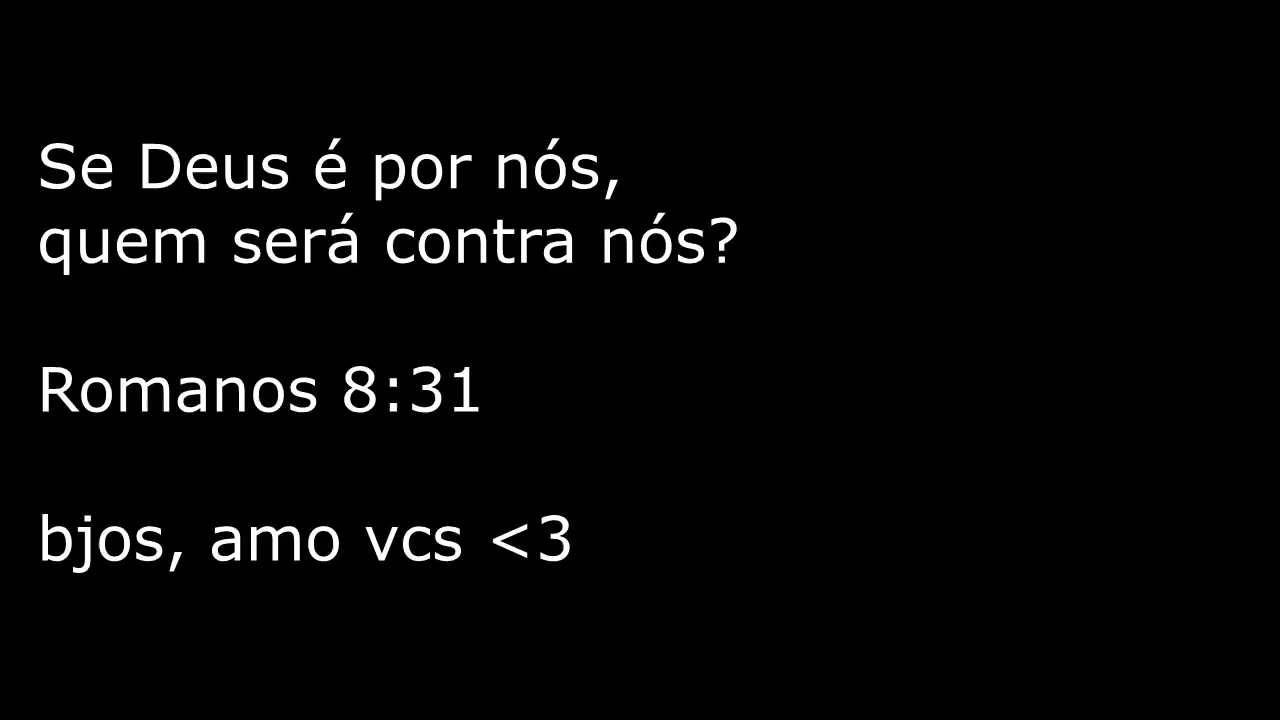 Se Deus é por nós,
quem será contra nós?
Romanos 8:31
bjos, amo vcs <3